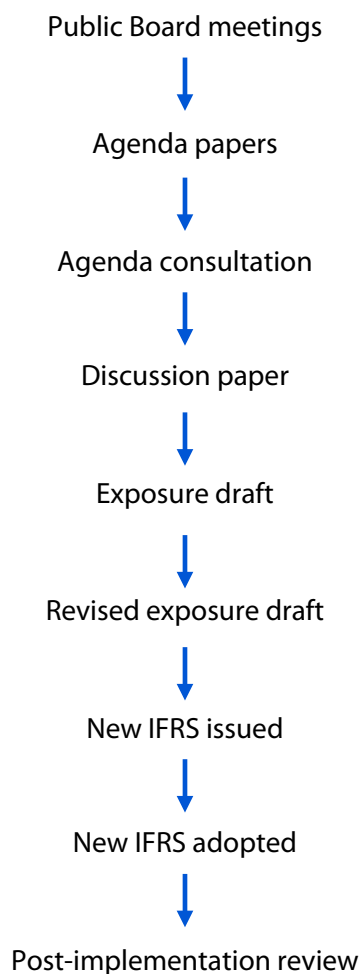 Public Board meetings
Agenda papers
Agenda consultation
Discussion paper
Exposure draft
Revised exposure draft
New IFRS issued
New IFRS adopted
Post-implementation review